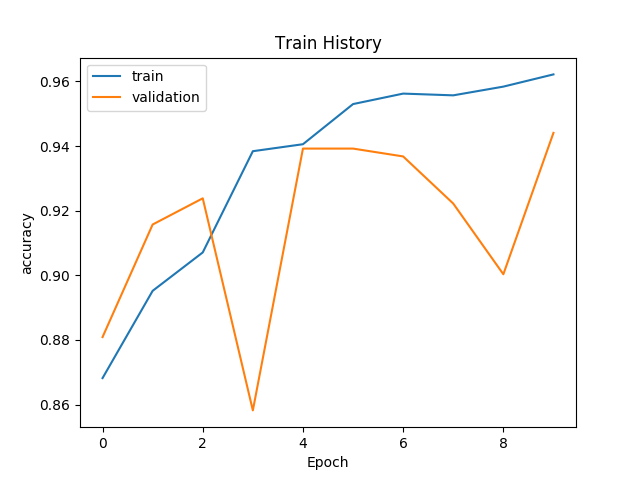 Train History
train
validation
accuracy
0.96
0.94
0.92
0.90
0.88
0.86
0 2 4 6 8
Epoch